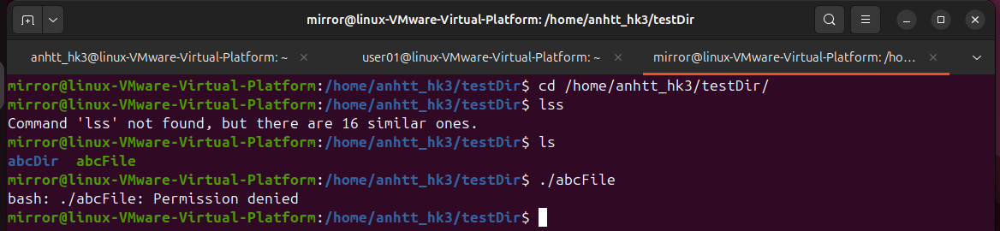 mirror@linux-VMware-Virtual-Platform: /home/anhtt_hk3/testDir
anhtt_hk3@linux-VMware-Virtual-Platform: ~ × user01@linux-VMware-Virtual-Platform: ~ × mirror@linux-VMware-Virtual-Platform: /ho... ×
mirror@linux-VMware-Virtual-Platform:/home/anhtt_hk3/testDir$ cd /home/anhtt_hk3/testDir/
mirror@linux-VMware-Virtual-Platform:/home/anhtt_hk3/testDir$ lss
Command 'lss' not found, but there are 16 similar ones.
mirror@linux-VMware-Virtual-Platform:/home/anhtt_hk3/testDir$ ls
abcDir  abcFile
mirror@linux-VMware-Virtual-Platform:/home/anhtt_hk3/testDir$ ./abcFile
bash: ./abcFile: Permission denied
mirror@linux-VMware-Virtual-Platform:/home/anhtt_hk3/testDir$